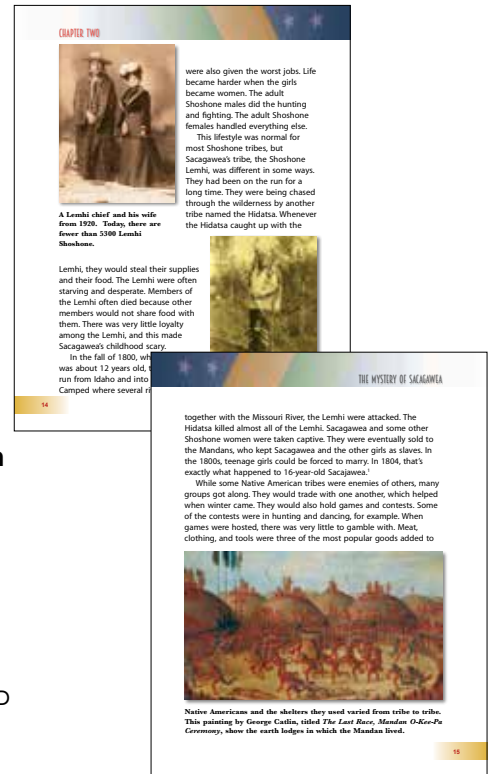 CHAPTER TWO
were also given the worst jobs. Life
became harder when the girls
became women. The adult
Shoshone males did the hunting
and fighting. The adult Shoshone
females handled everything else.
This lifestyle was normal for
most Shoshone tribes, but
Sacagawea's tribe, the Shoshone
Lemhi, was different in some ways.
They had been on the run for a
long time. They were being chased
through the wilderness by another
tribe named the Hidatsa. Whenever
the Hidatsa caught up with the
A Lemhi chief and his wife
from 1920. Today, there are
fewer than 5300 Lemhi
Shoshone.
Lemhi, they would steal their supplies
and their food. The Lemhi were often
starving and desperate. Members of
the Lemhi often died because other
members would not share food with
them. There was very little loyalty
among the Lemhi, and this made
Sacagawea's childhood scary.
In the fall of 1800, wh
was about 12 years old, t
run from Idaho and into
Camped where several ri
14
THE MYSTERY OF SACAGAWEA
together with the Missouri River, the Lemhi were attacked. The
Hidatsa killed almost all of the Lemhi. Sacagawea and some other
Shoshone women were taken captive. They were eventually sold to
the Mandans, who kept Sacagawea and the other girls as slaves. In
the 1800s, teenage girls could be forced to marry. In 1804, that's
exactly what happened to 16-year-old Sacajawea.¹
While some Native American tribes were enemies of others, many
groups got along. They would trade with one another, which helped
when winter came. They would also hold games and contests. Some
of the contests were in hunting and dancing, for example. When
games were hosted, there was very little to gamble with. Meat,
clothing, and tools were three of the most popular goods added to
Native Americans and the shelters they used varied from tribe to tribe.
This painting by George Catlin, titled The Last Race, Mandan O-Kee-Pa
Ceremony, show the earth lodges in which the Mandan lived.
15